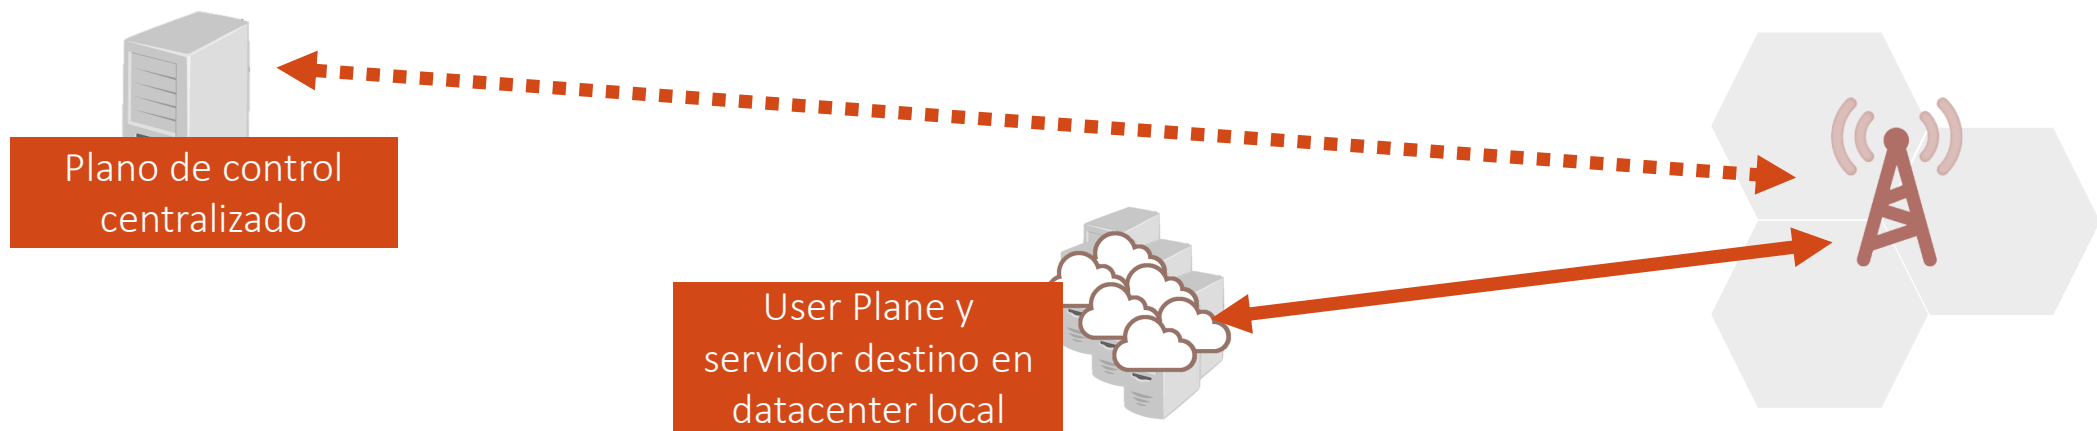 Plano de control
centralizado
User Plane y
servidor destino en
datacenter local